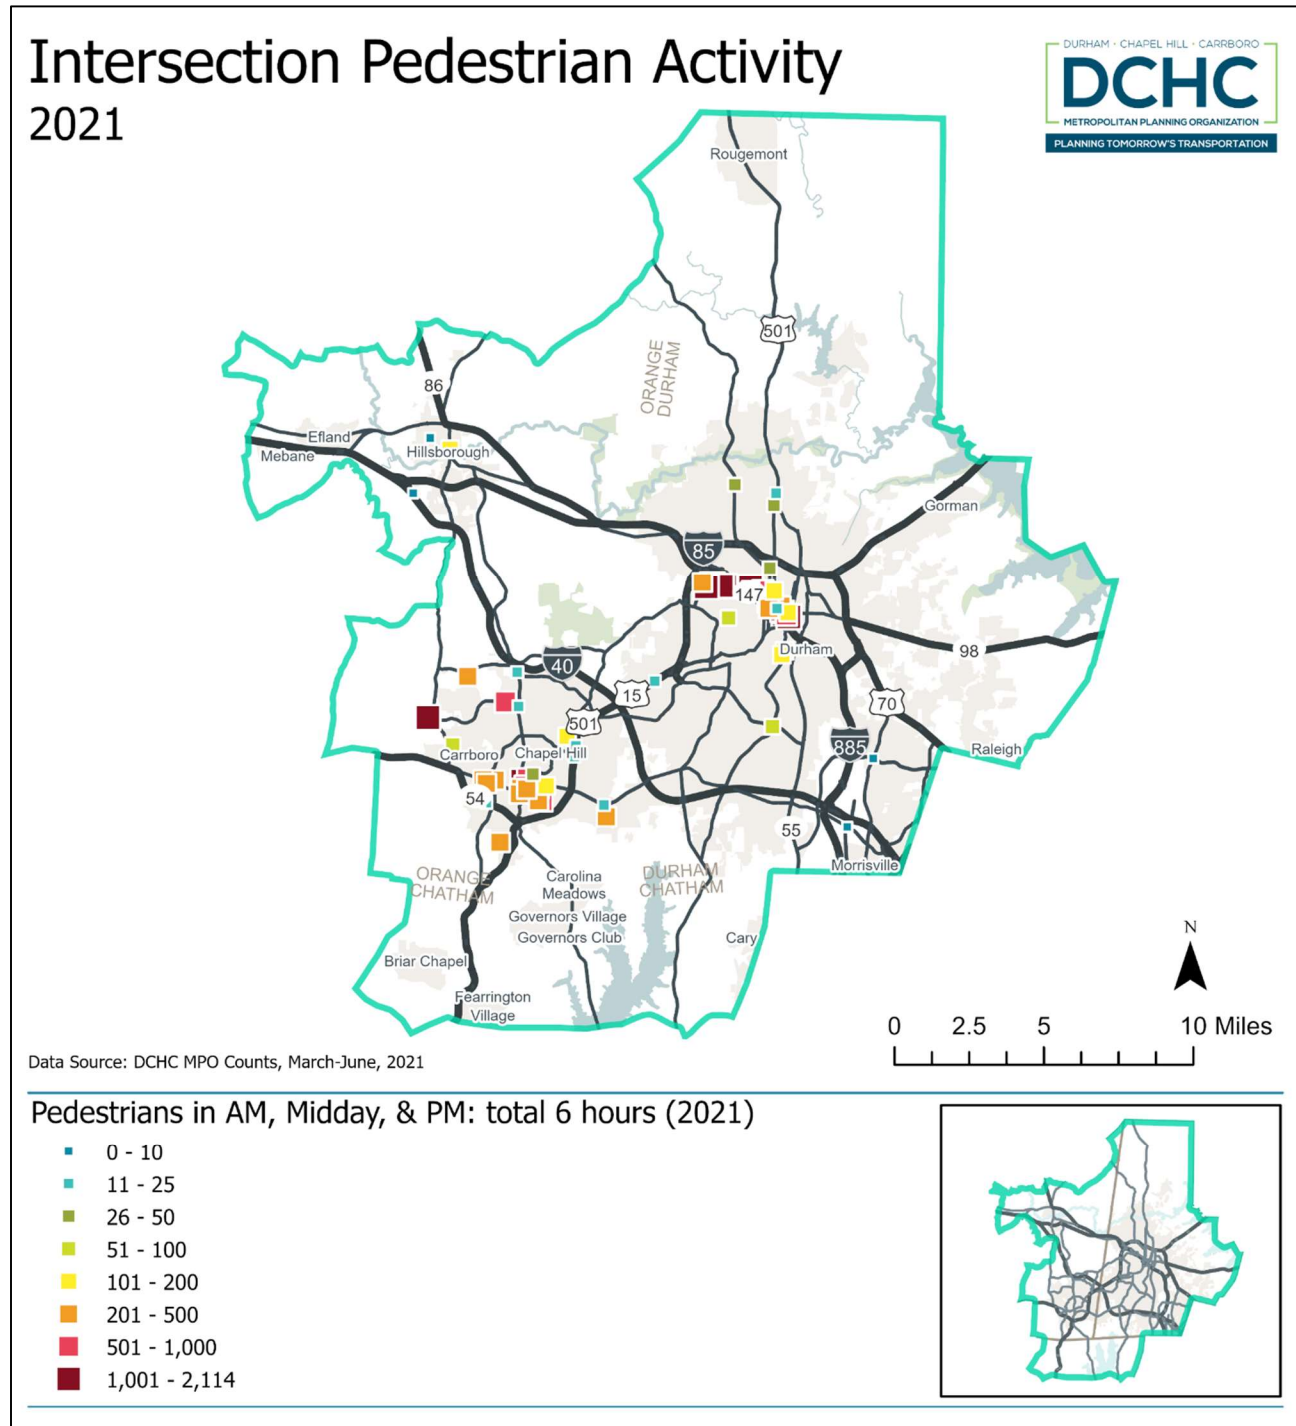 Intersection Pedestrian Activity
2021
DURHAM · CHAPEL HILL · CARRBORO
DCHC
METROPOLITAN PLANNING ORGANIZATION
PLANNING TOMORROW'S TRANSPORTATION
Rougemont
501
ORANGE
DURHAM
86
Efland
Mebane
Hillsborough
Gorman
85
147
Durham
98
40
15
501
70
885
Raleigh
Carrboro
Chapel Hill
54
55
Morrisville
ORANGE
CHATHAM
DURHAM
CHATHAM
Carolina
Meadows
Governors Village
Governors Club
Cary
Briar Chapel
Fearrington
Village
N
0 2.5 5 10 Miles
Data Source: DCHC MPO Counts, March-June, 2021
Pedestrians in AM, Midday, & PM: total 6 hours (2021)
0 - 10
11 - 25
26 - 50
51 - 100
101 - 200
201 - 500
501 - 1,000
1,001 - 2,114